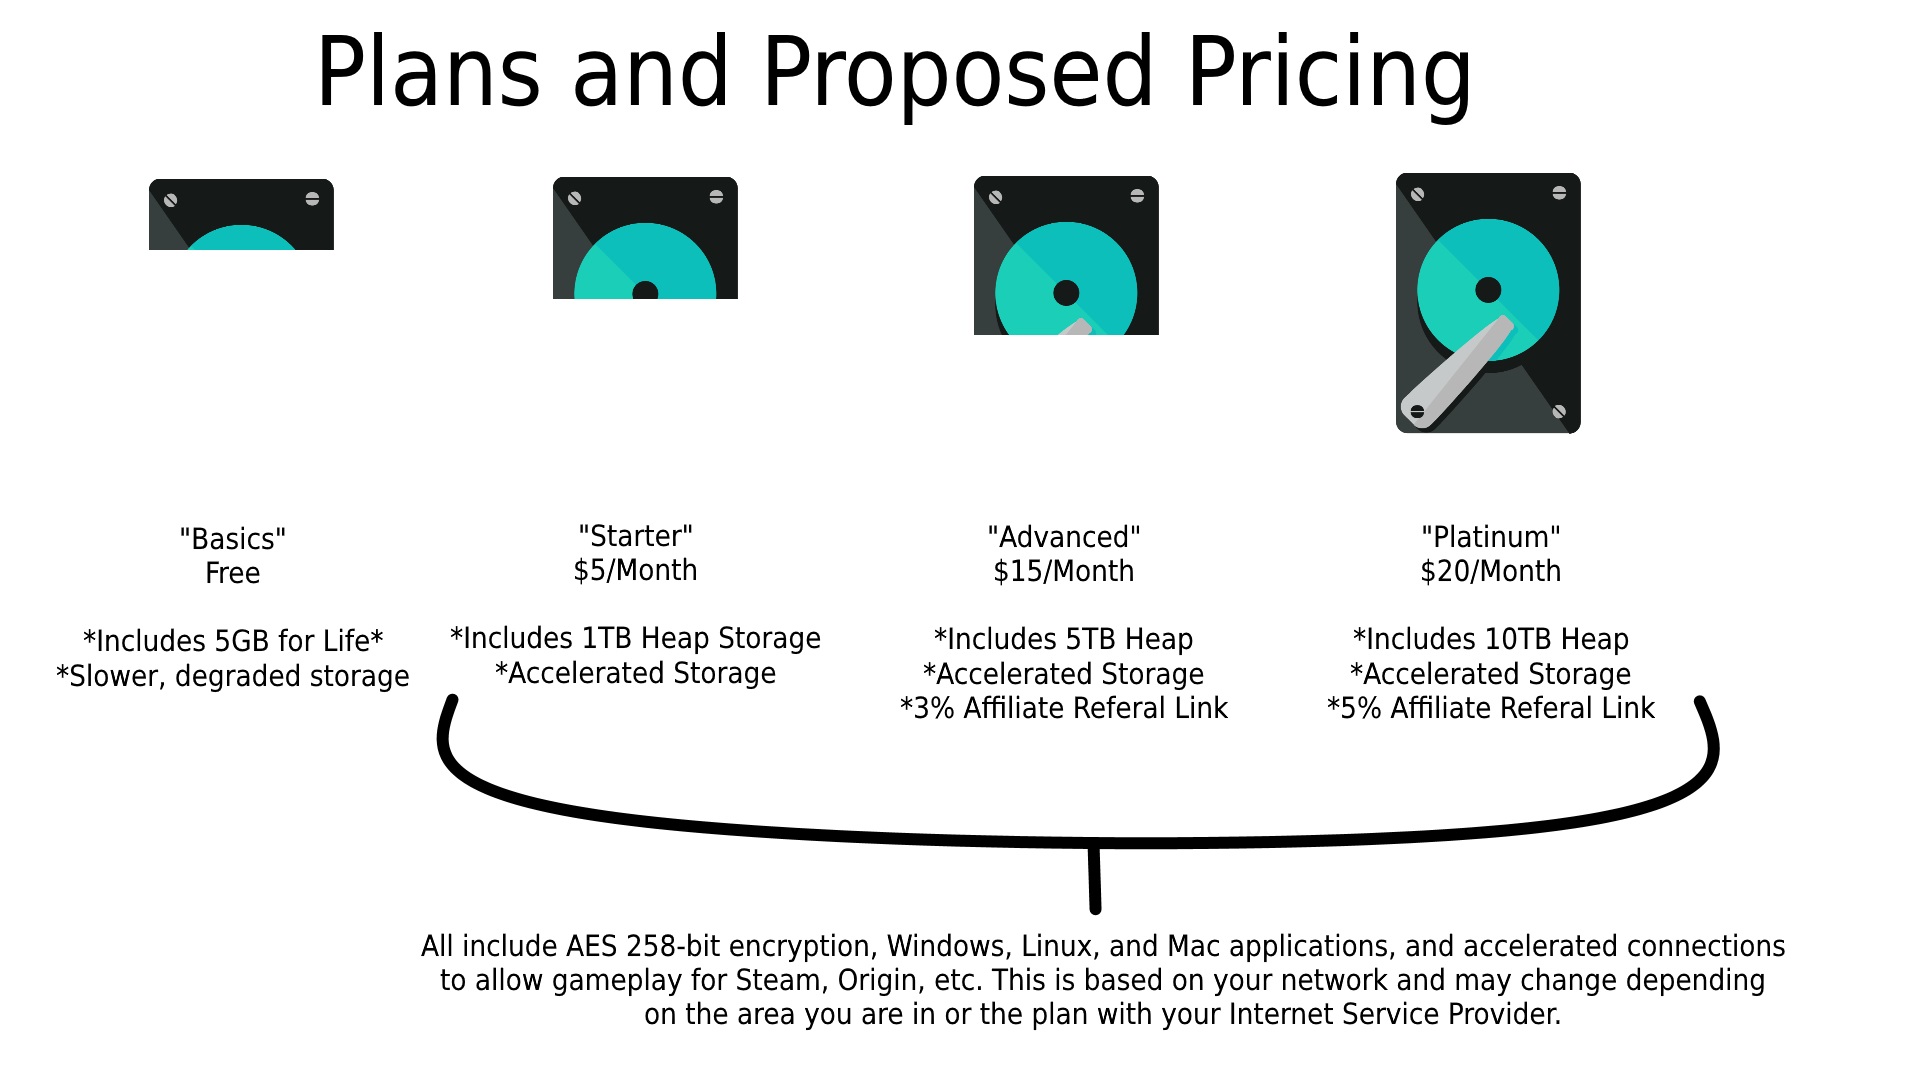 Plans and Proposed Pricing
"Basics"
Free
*Includes 5GB for Life*
*Slower, degraded storage
"Starter"
$5/Month
*Includes 1TB Heap Storage
*Accelerated Storage
"Advanced"
$15/Month
*Includes 5TB Heap
*Accelerated Storage
*3% Affiliate Referal Link
"Platinum"
$20/Month
*Includes 10TB Heap
*Accelerated Storage
*5% Affiliate Referal Link
All include AES 258-bit encryption, Windows, Linux, and Mac applications, and accelerated connections
to allow gameplay for Steam, Origin, etc. This is based on your network and may change depending
on the area you are in or the plan with your Internet Service Provider.